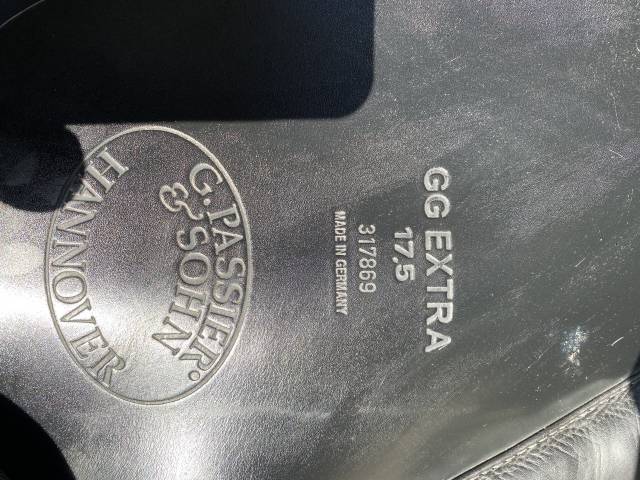 GG EXTRA
17,5
317869
MADE IN GERMANY
G. PASSIER
& SOHN
HANNOVER